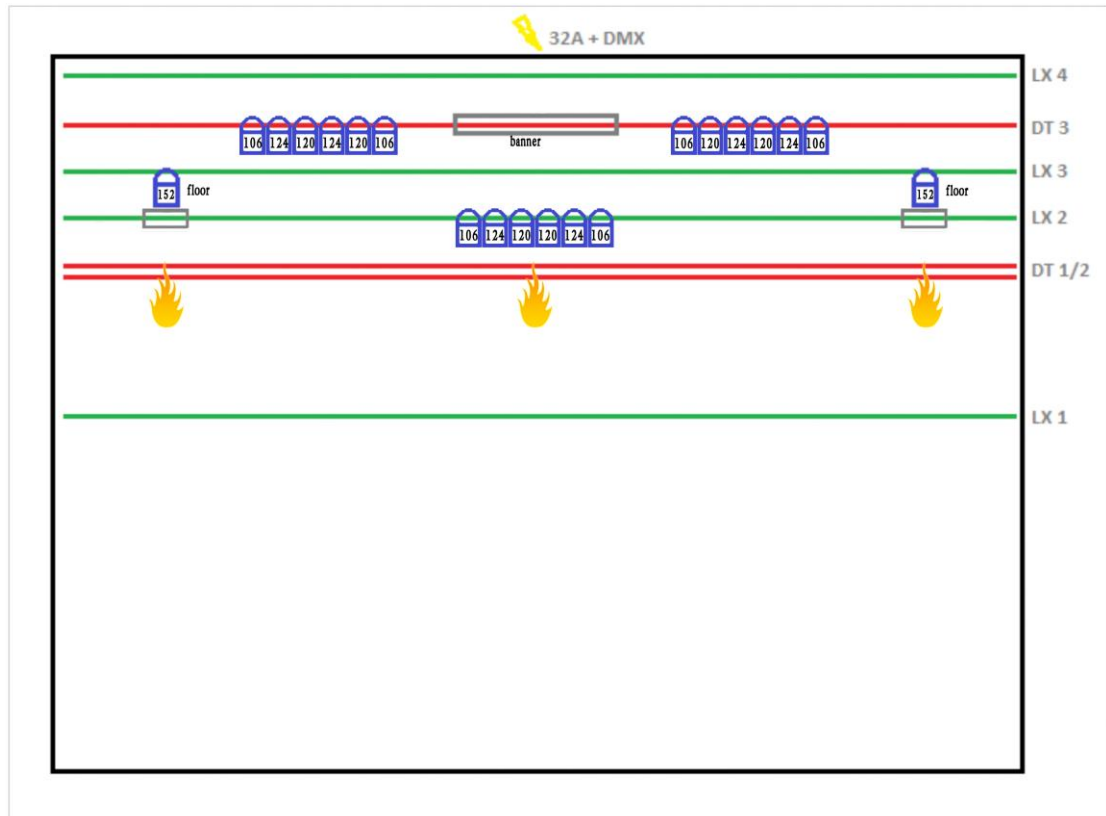 32A + DMX
LX 4
106 124 120 124 120 106
banner
106 120 124 120 124 106
DT 3
152 floor
152 floor
LX 3
106 124 120 120 124 106
LX 2
DT 1/2
LX 1